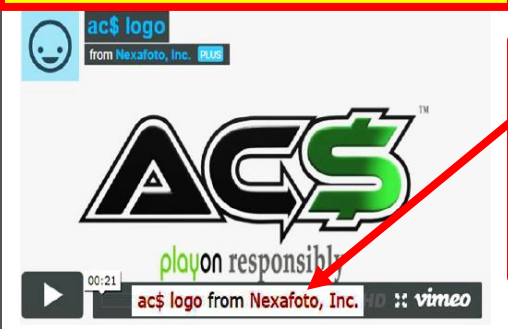 ac$ logo
from Nexafoto, Inc. PLUS
AC$ ™
playon responsibly
00:21
ac$ logo from Nexafoto, Inc. HD vimeo